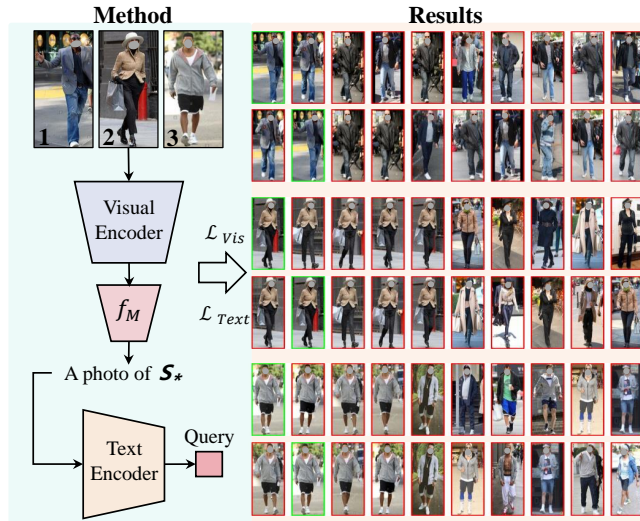 Method
Results
1
2
3
Visual
Encoder
ℒ Vis
f_M
ℒ Text
A photo of S*
Text
Encoder
Query